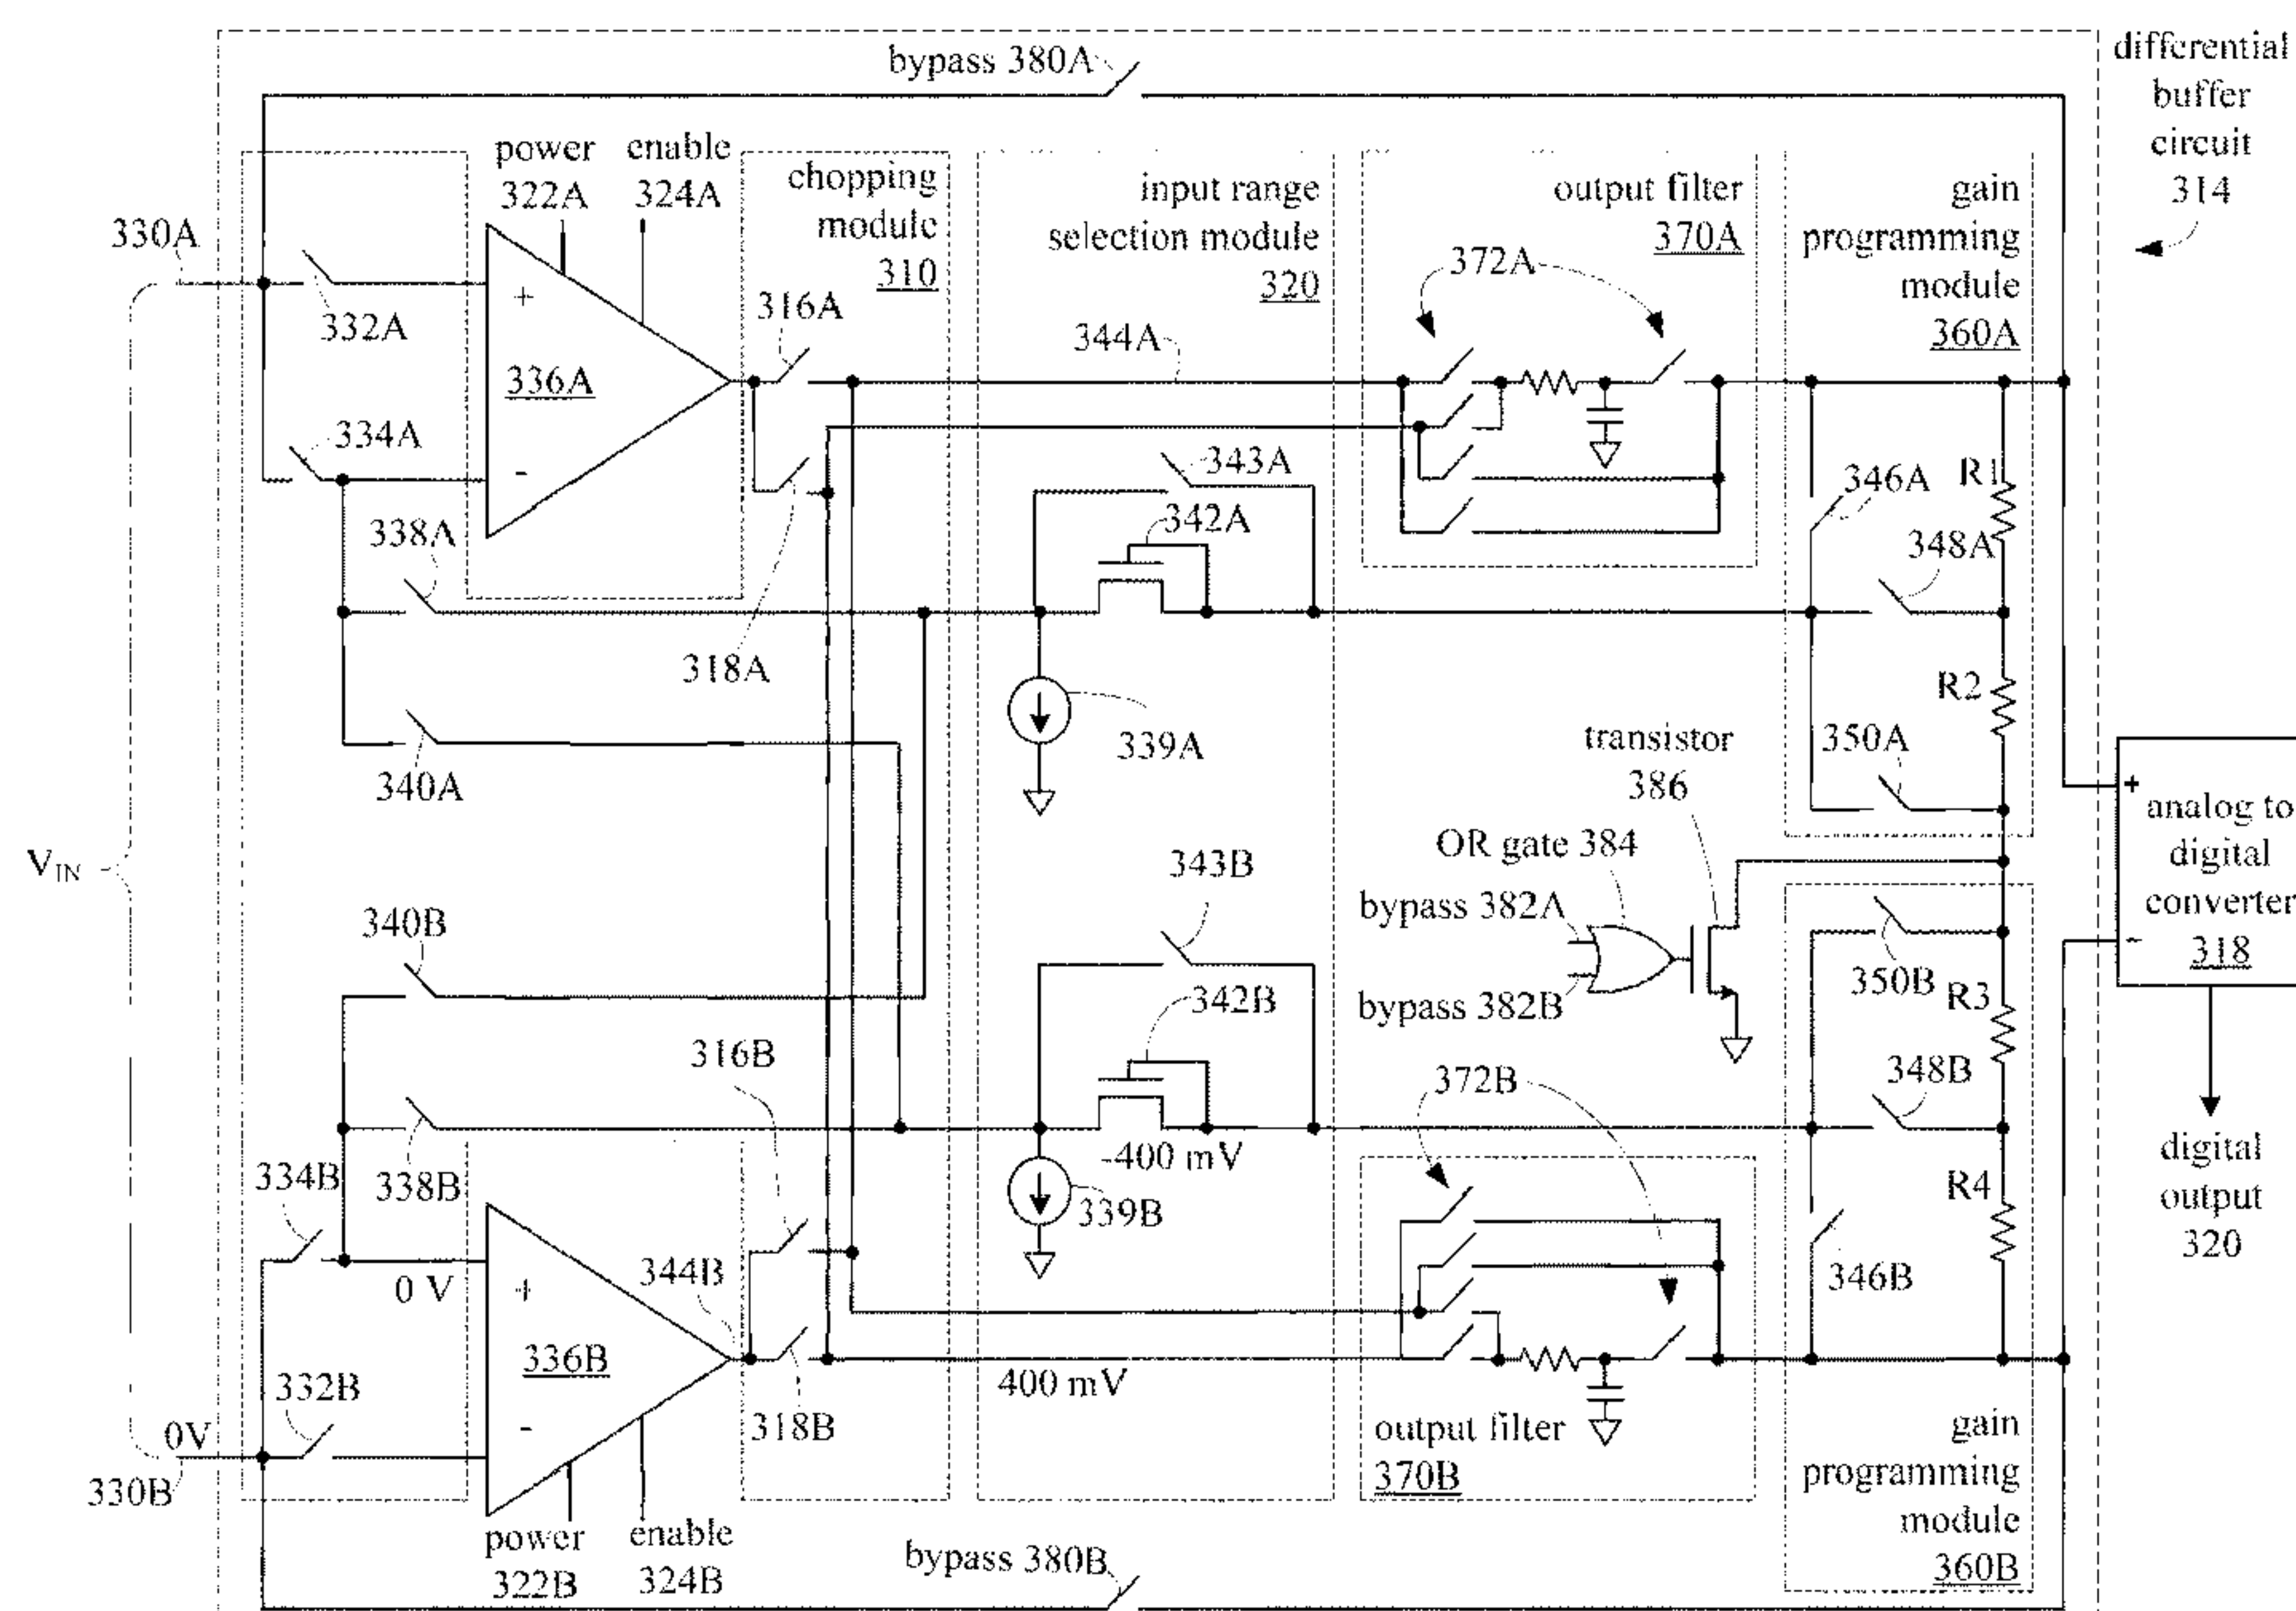 bypass 380A
differential
buffer
circuit
314
power
322A
enable
324A
chopping
module
310
input range
selection module
320
output filter
370A
gain
programming
module
360A
330A
332A
+
336A
-
334A
316A
344A
372A
343A
342A
346A
R1
348A
338A
318A
R2
340A
339A
transistor
386
350A
+
analog to
digital
converter
318
-
VIN
OR gate 384
bypass 382A
bypass 382B
343B
340B
350B
R3
342B
316B
372B
348B
-400 mV
digital
output
320
334B
338B
339B
R4
344B
0 V
+
336B
-
346B
332B
400 mV
318B
0V
330B
output filter
370B
gain
programming
module
360B
power
322B
enable
324B
bypass 380B